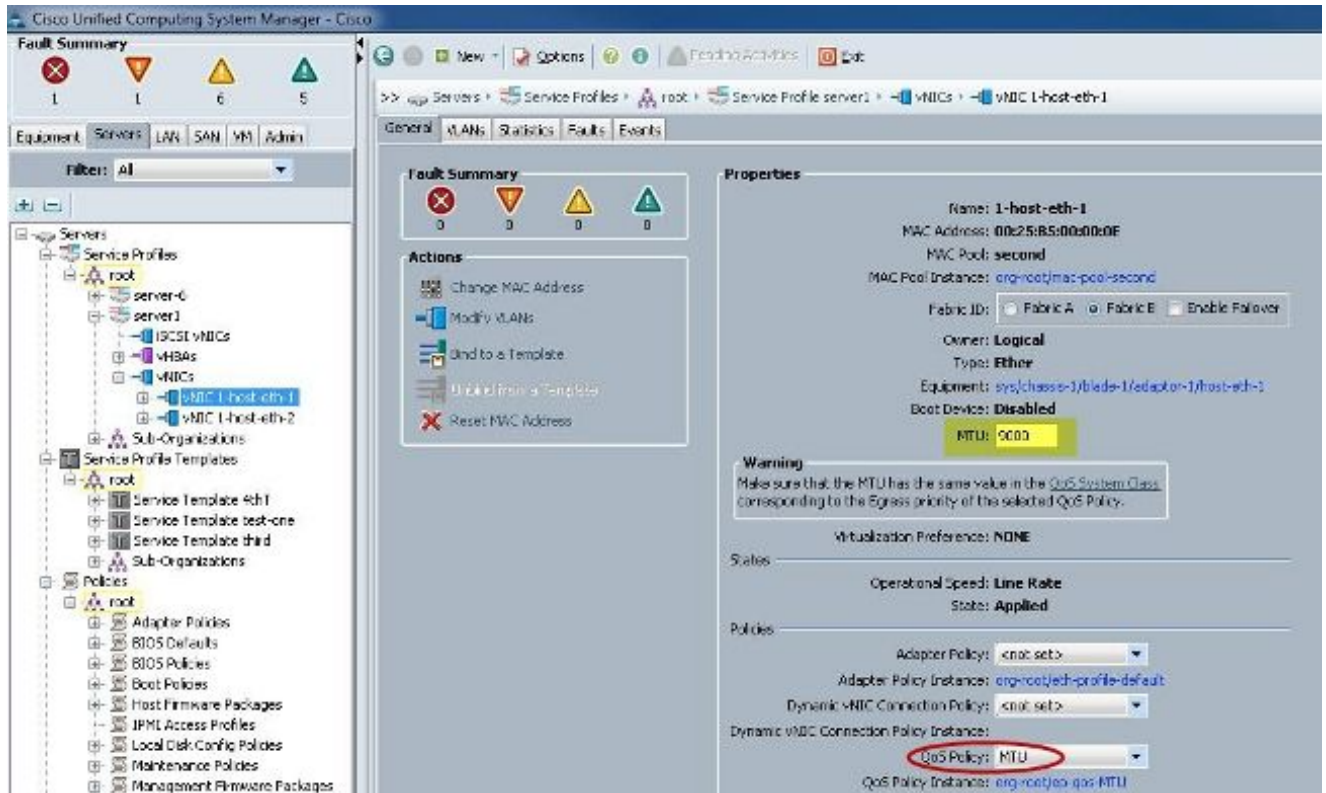 Cisco Unified Computing System Manager - Cisco
Fault Summary
1 1 6 5
New Options Pending Activities Exit
>> Servers Service Profiles root Service Profile server1 vNICs vNIC 1-host-eth-1
Equipment Servers LAN SAN VM Admin
Filter: All
Servers
Service Profiles
root
server-6
server1
iSCSI vNICs
vHBAs
vNICs
vNIC 1-host-eth-1
vNIC 1-host-eth-2
Sub-Organizations
Service Profile Templates
root
Service Template 4th1
Service Template test-one
Service Template third
Sub-Organizations
Policies
root
Adapter Policies
BIOS Defaults
BIOS Policies
Boot Policies
Host Firmware Packages
IPMI Access Profiles
Local Disk Config Policies
Maintenance Policies
Management Firmware Packages
General VLANs Statistics Faults Events
Fault Summary
0 0 0 0
Actions
Change MAC Address
Modify VLANs
Bind to a Template
Unbind from a Template
Reset MAC Address
Properties
Name: 1-host-eth-1
MAC Address: 00:25:B5:00:00:0E
MAC Pool: second
MAC Pool Instance: org-root/mac-pool-second
Fabric ID: Fabric A Fabric B Enable Failover
Owner: Logical
Type: Ether
Equipment: sys/chassis-1/blade-1/adaptor-1/host-eth-1
Boot Device: Disabled
MTU: 9000
Warning
Make sure that the MTU has the same value in the QoS System Class
corresponding to the Egress priority of the selected QoS Policy.
Virtualization Preference: NONE
States
Operational Speed: Line Rate
State: Applied
Policies
Adapter Policy: <not set>
Adapter Policy Instance: org-root/eth-profile-default
Dynamic vNIC Connection Policy: <not set>
Dynamic vNIC Connection Policy Instance:
QoS Policy: MTU
QoS Policy Instance: org-root/ep-qos-MTU